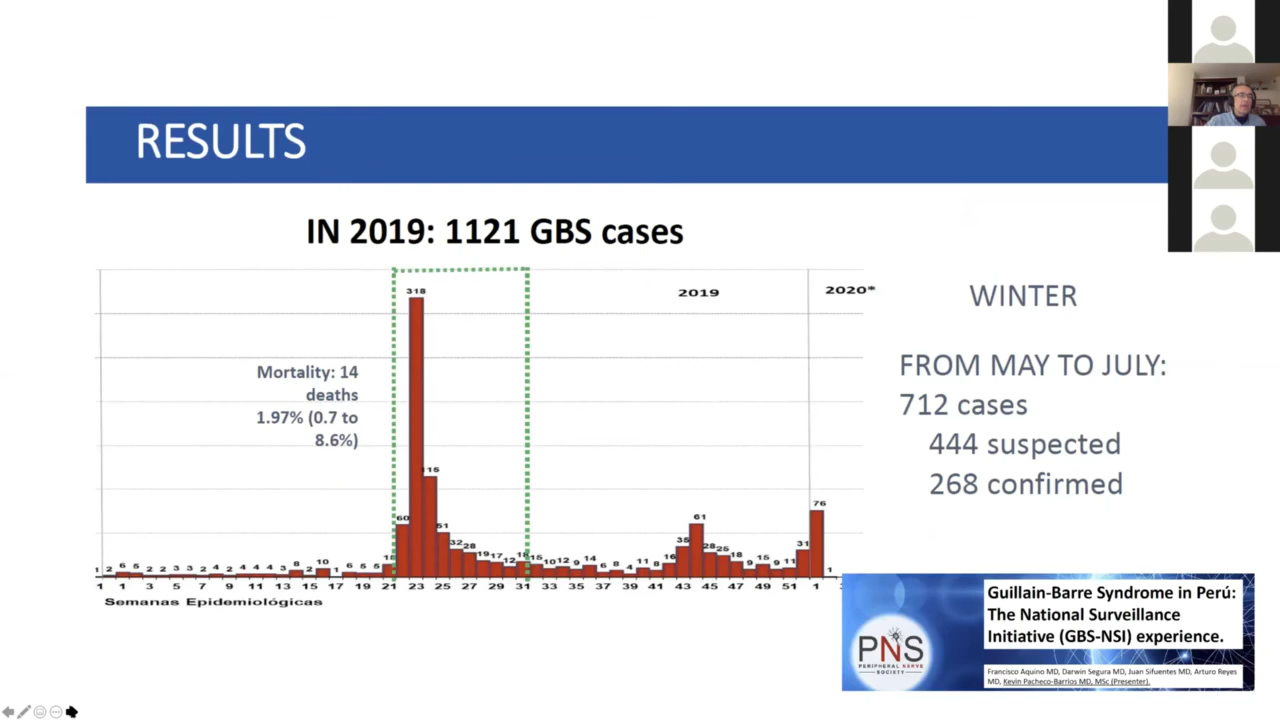 RESULTS
IN 2019: 1121 GBS cases
318
2019
2020*
WINTER
Mortality: 14
deaths
1.97% (0.7 to
8.6%)
FROM MAY TO JULY:
712 cases
444 suspected
268 confirmed
115
60
51
32
28
19
17
12
18
15
10
12
9
14
6
8
4
11
8
16
35
61
28
25
18
9
15
9
11
31
76
1
1 2 6 5 2 2 3 3 2 4 2 4 4 4 3 8 2 10 1 6 5 5
1 1 3 5 7 9 11 13 15 17 19 21 23 25 27 29 31 33 35 37 39 41 43 45 47 49 51 1
Semanas Epidemiológicas
Guillain-Barre Syndrome in Perú:
The National Surveillance
Initiative (GBS-NSI) experience.
PNS
PERIPHERAL NERVE
SOCIETY
Francisco Aquino MD, Darwin Segura MD, Juan Sifuentes MD, Arturo Reyes
MD, Kevin Pacheco-Barrios MD, MSc (Presenter).